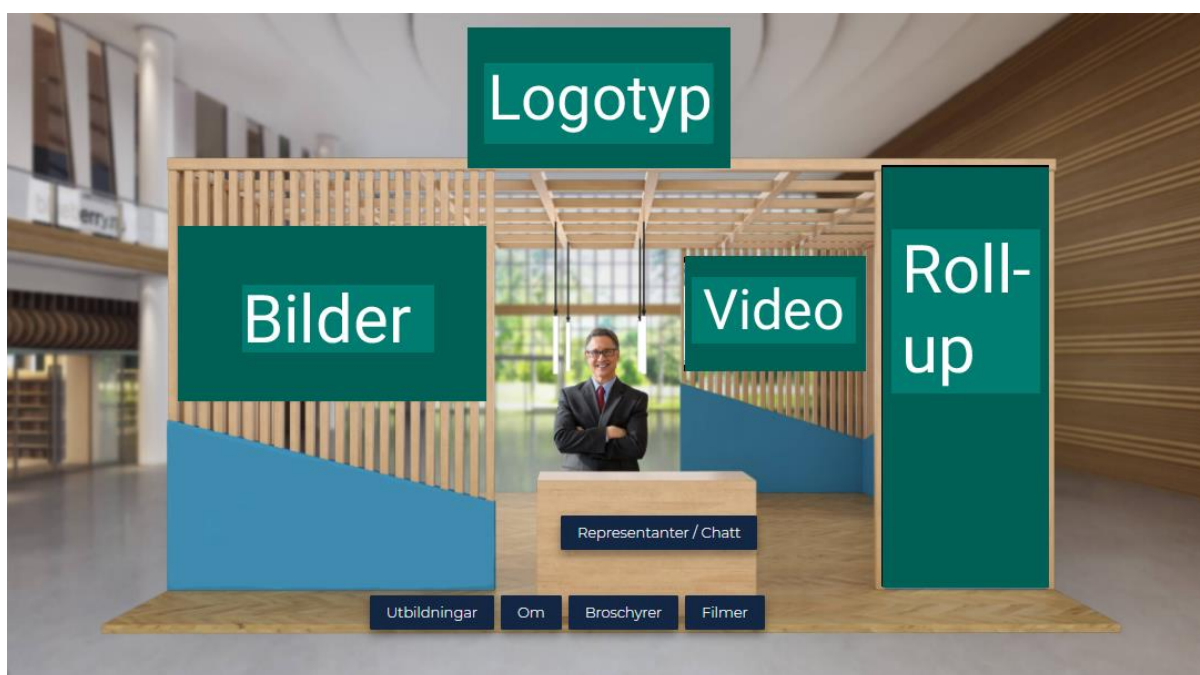 Logotyp
Bilder
Video
Roll-
up
Representanter / Chatt
Utbildningar
Om
Broschyrer
Filmer